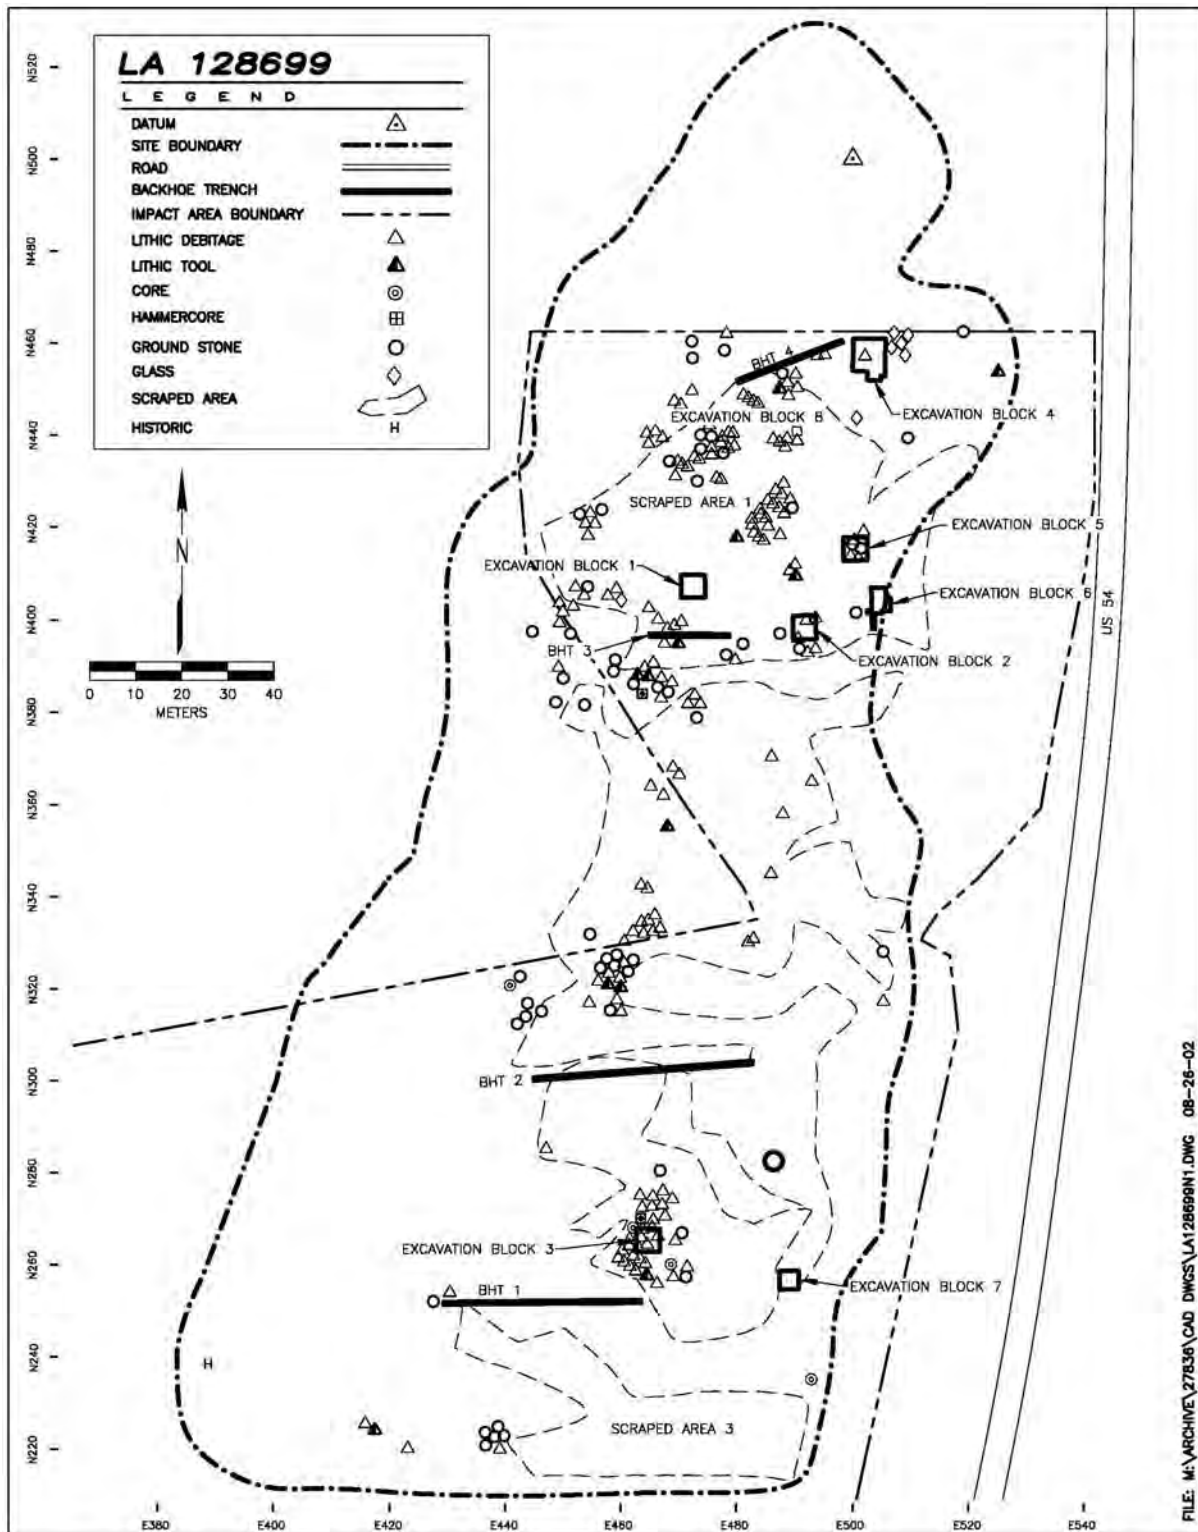 LA 128699
L E G E N D
DATUM
SITE BOUNDARY
ROAD
BACKHOE TRENCH
IMPACT AREA BOUNDARY
LITHIC DEBITAGE
LITHIC TOOL
CORE
HAMMERCORE
GROUND STONE
GLASS
SCRAPED AREA
HISTORIC H
N
0 10 20 30 40
METERS
N520
N500
N480
N460
N440
N420
N400
N380
N360
N340
N320
N300
N280
N260
N240
N220
BHT 4
EXCAVATION BLOCK 4
EXCAVATION BLOCK 8
SCRAPED AREA 1
EXCAVATION BLOCK 5
EXCAVATION BLOCK 1
EXCAVATION BLOCK 6
US 54
BHT 3
EXCAVATION BLOCK 2
BHT 2
EXCAVATION BLOCK 3
EXCAVATION BLOCK 7
BHT 1
H
SCRAPED AREA 3
E380 E400 E420 E440 E460 E480 E500 E520 E540
FILE: M:\ARCHIVE\27836\CAD DWGS\LA128699N1.DWG 08-26-02